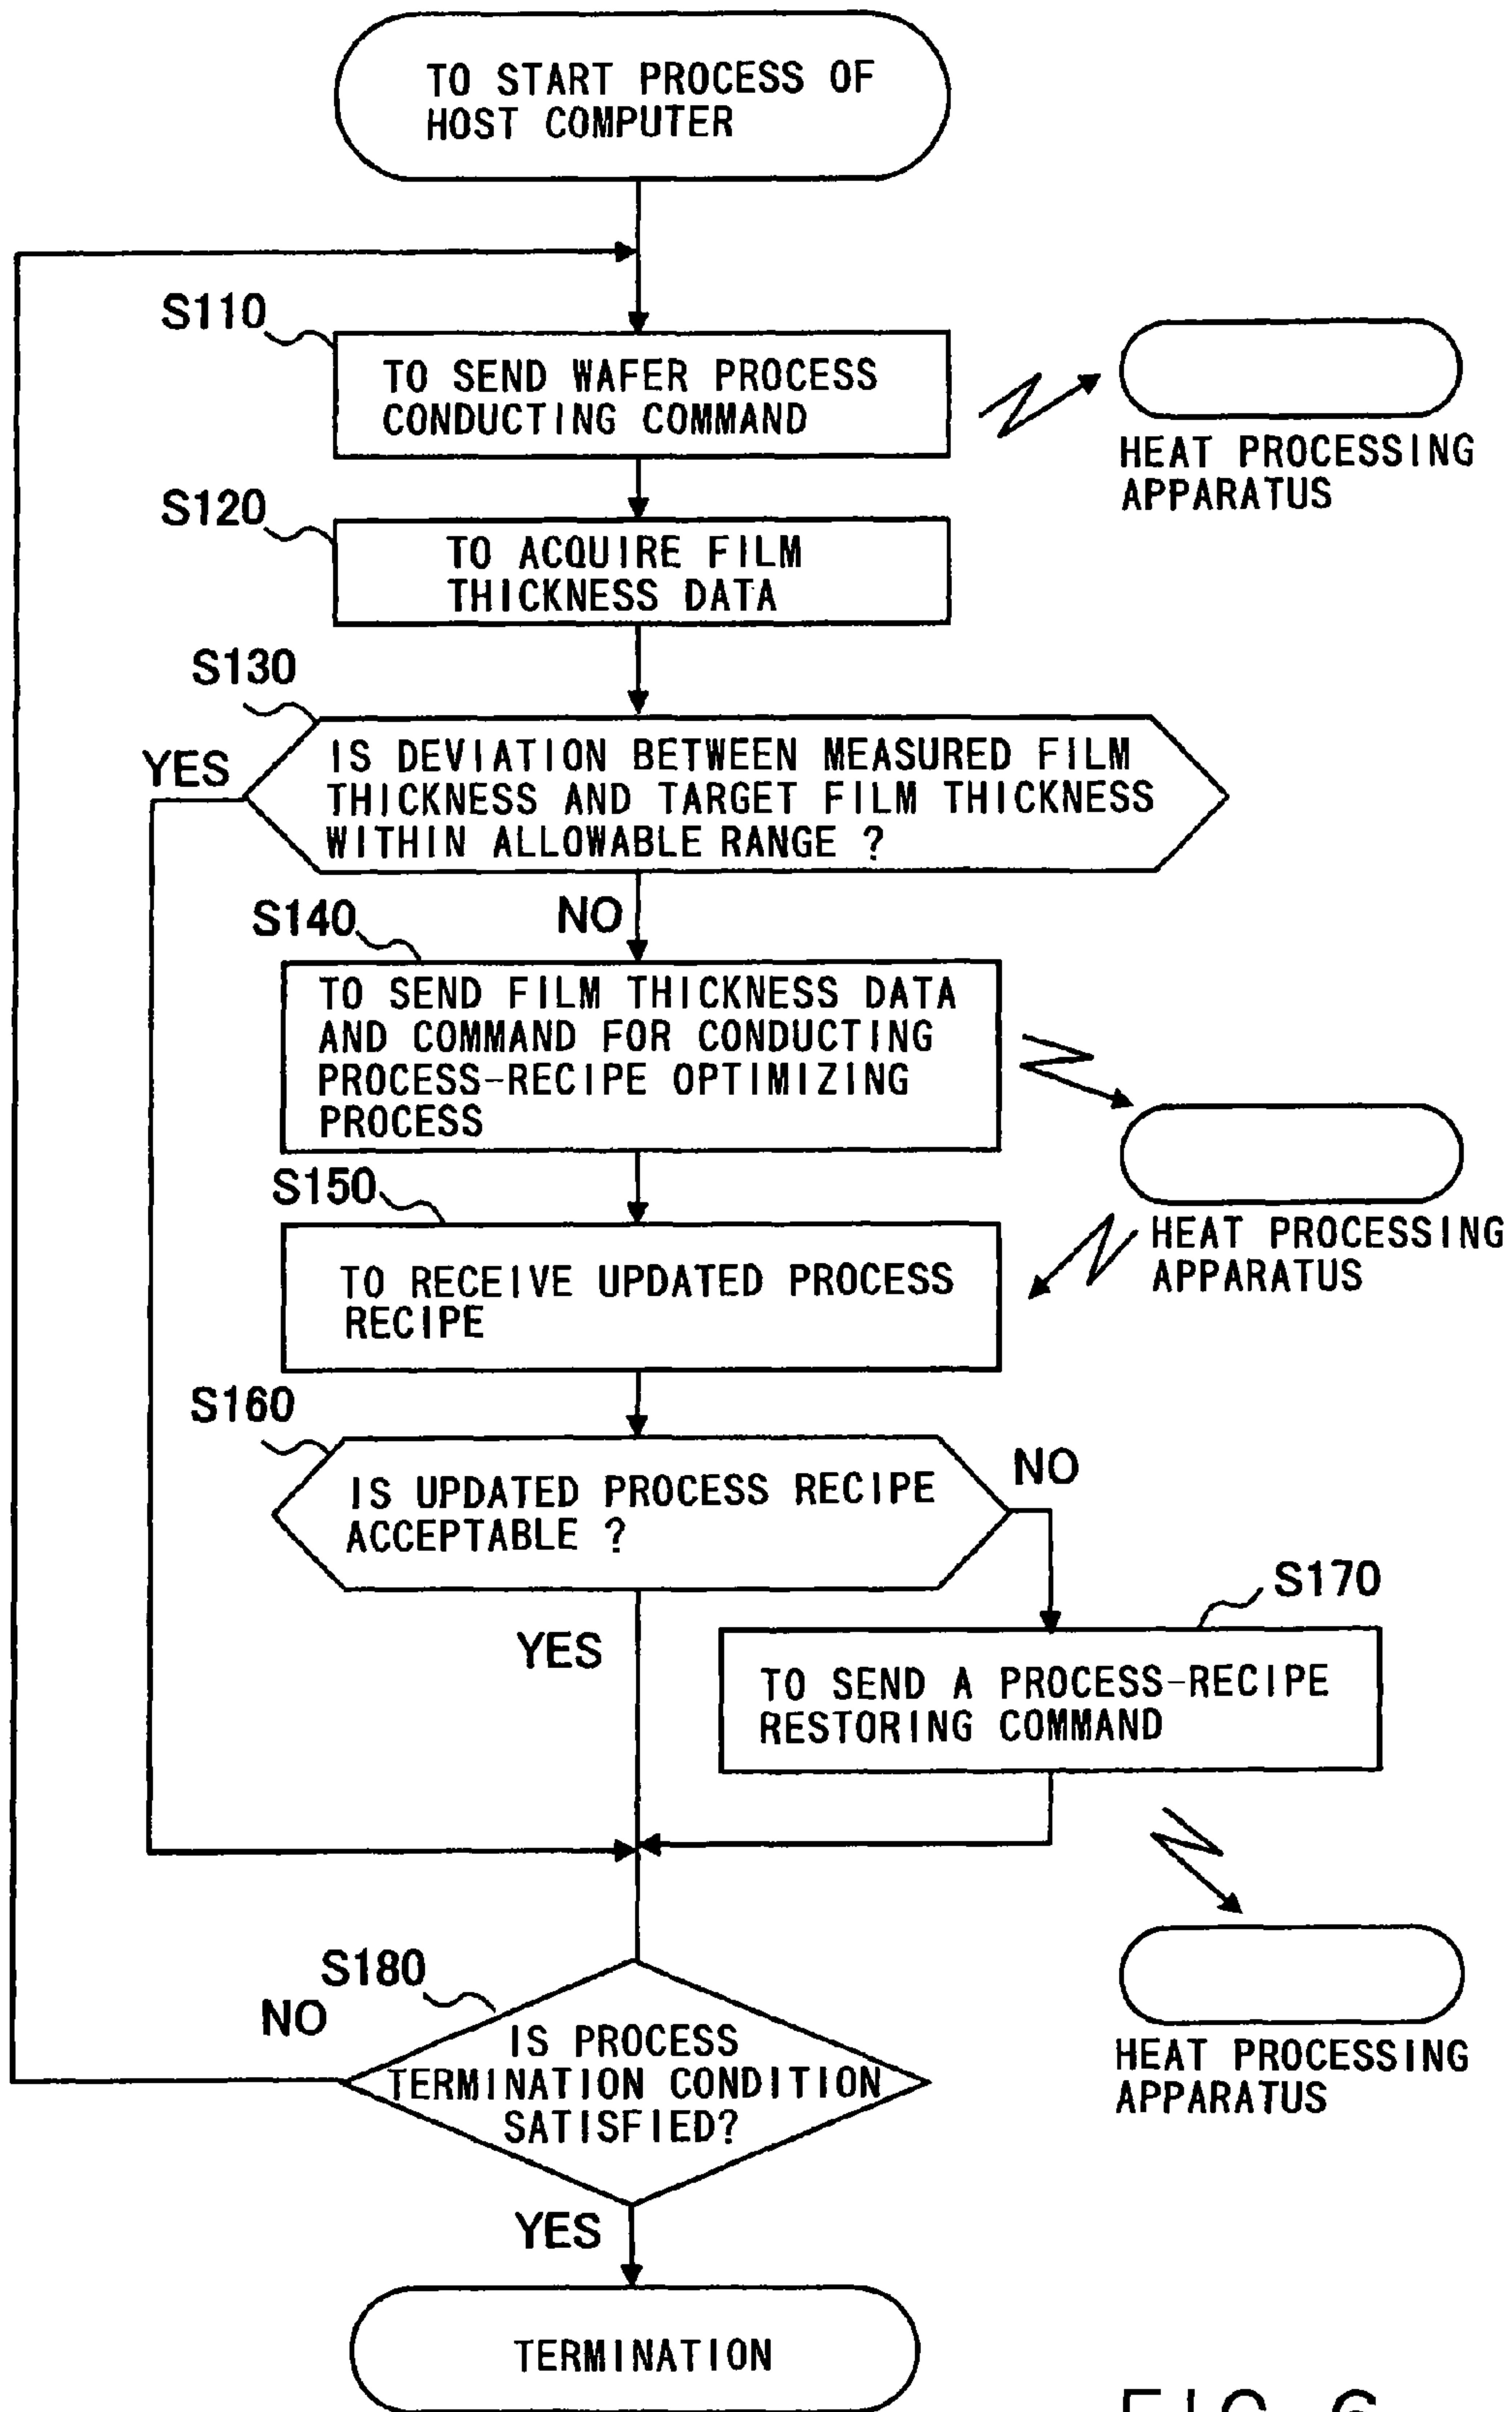 TO START PROCESS OF
HOST COMPUTER
S110
TO SEND WAFER PROCESS
CONDUCTING COMMAND
HEAT PROCESSING
APPARATUS
S120
TO ACQUIRE FILM
THICKNESS DATA
S130
YES
IS DEVIATION BETWEEN MEASURED FILM
THICKNESS AND TARGET FILM THICKNESS
WITHIN ALLOWABLE RANGE ?
NO
S140
TO SEND FILM THICKNESS DATA
AND COMMAND FOR CONDUCTING
PROCESS-RECIPE OPTIMIZING
PROCESS
HEAT PROCESSING
APPARATUS
S150
TO RECEIVE UPDATED PROCESS
RECIPE
S160
IS UPDATED PROCESS RECIPE
ACCEPTABLE ?
NO
YES
S170
TO SEND A PROCESS-RECIPE
RESTORING COMMAND
HEAT PROCESSING
APPARATUS
S180
NO
IS PROCESS
TERMINATION CONDITION
SATISFIED?
YES
TERMINATION